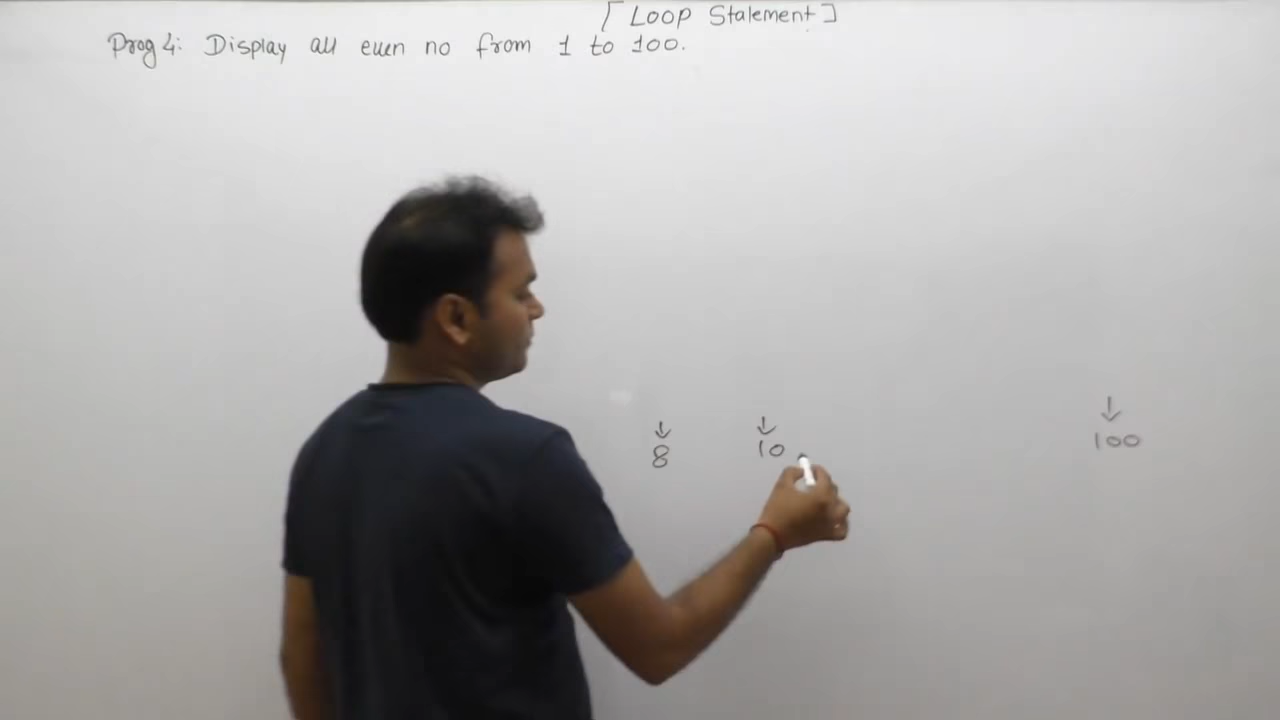 [Loop Statement]
Prog 4: Display all even no from 1 to 100.
↓ ↓ ↓
8 10 100